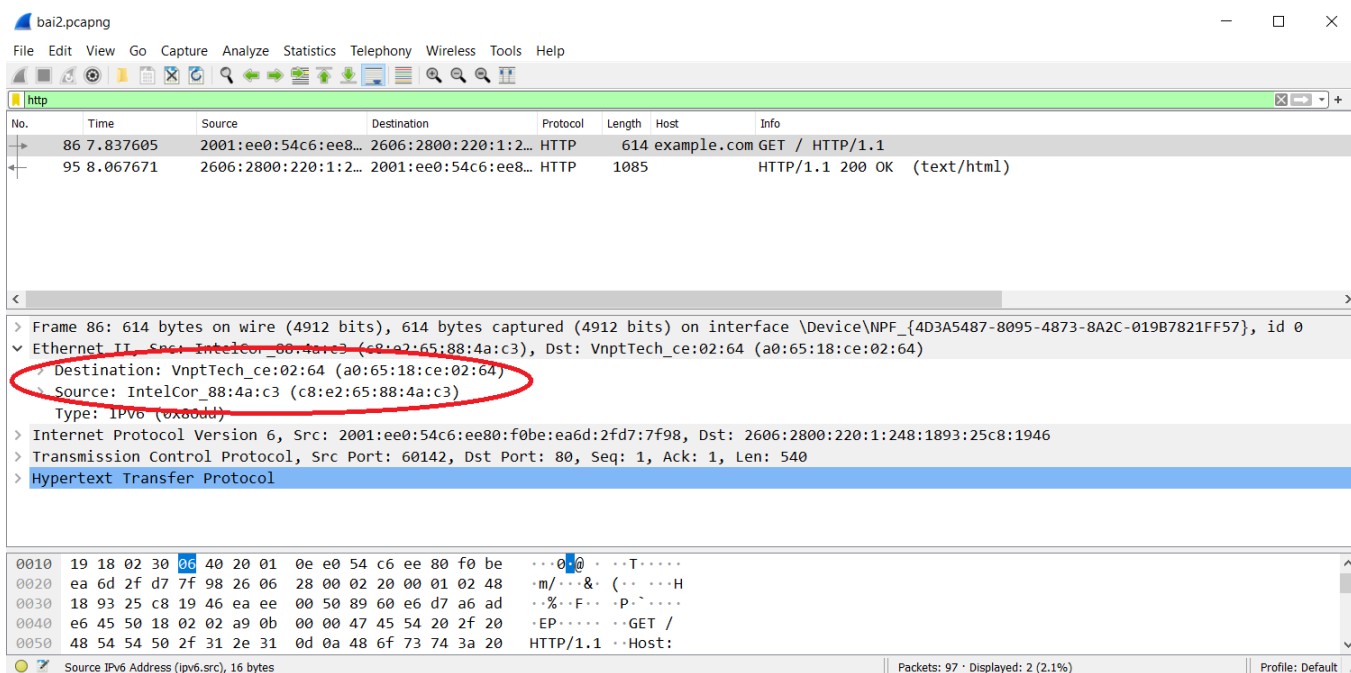 bai2.pcapng
File Edit View Go Capture Analyze Statistics Telephony Wireless Tools Help
http
No. Time Source Destination Protocol Length Host Info
86 7.837605 2001:ee0:54c6:ee8… 2606:2800:220:1:2… HTTP 614 example.com GET / HTTP/1.1
95 8.067671 2606:2800:220:1:2… 2001:ee0:54c6:ee8… HTTP 1085 HTTP/1.1 200 OK (text/html)
Frame 86: 614 bytes on wire (4912 bits), 614 bytes captured (4912 bits) on interface \Device\NPF_{4D3A5487-8095-4873-8A2C-019B7821FF57}, id 0
Ethernet II, Src: IntelCor_88:4a:c3 (c8:e2:65:88:4a:c3), Dst: VnptTech_ce:02:64 (a0:65:18:ce:02:64)
Destination: VnptTech_ce:02:64 (a0:65:18:ce:02:64)
Source: IntelCor_88:4a:c3 (c8:e2:65:88:4a:c3)
Type: IPv6 (0x86dd)
Internet Protocol Version 6, Src: 2001:ee0:54c6:ee80:f0be:ea6d:2fd7:7f98, Dst: 2606:2800:220:1:248:1893:25c8:1946
Transmission Control Protocol, Src Port: 60142, Dst Port: 80, Seq: 1, Ack: 1, Len: 540
Hypertext Transfer Protocol
0010 19 18 02 30 06 40 20 01 0e e0 54 c6 ee 80 f0 be ···0·@ · ··T·····
0020 ea 6d 2f d7 7f 98 26 06 28 00 02 20 00 01 02 48 ·m/···&· (·· ···H
0030 18 93 25 c8 19 46 ea ee 00 50 89 60 e6 d7 a6 ad ··%··F·· ·P·`····
0040 e6 45 50 18 02 02 a9 0b 00 00 47 45 54 20 2f 20 ·EP····· ··GET /
0050 48 54 54 50 2f 31 2e 31 0d 0a 48 6f 73 74 3a 20 HTTP/1.1 ··Host:
Source IPv6 Address (ipv6.src), 16 bytes Packets: 97 · Displayed: 2 (2.1%) Profile: Default